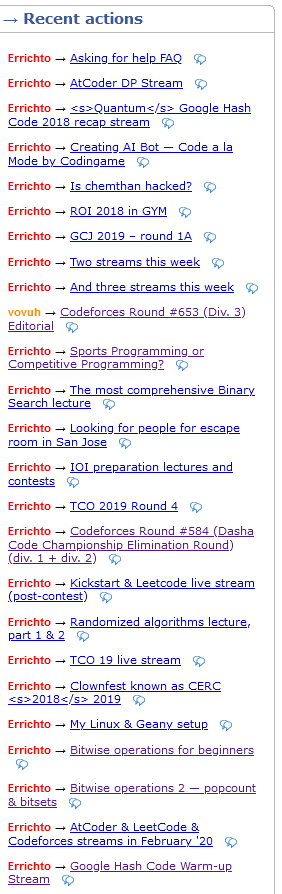 → Recent actions
Errichto → Asking for help FAQ
Errichto → AtCoder DP Stream
Errichto → <s>Quantum</s> Google Hash
Code 2018 recap stream
Errichto → Creating AI Bot — Code a la
Mode by Codingame
Errichto → Is chemthan hacked?
Errichto → ROI 2018 in GYM
Errichto → GCJ 2019 – round 1A
Errichto → Two streams this week
Errichto → And three streams this week
vovuh → Codeforces Round #653 (Div. 3)
Editorial
Errichto → Sports Programming or
Competitive Programming?
Errichto → The most comprehensive Binary
Search lecture
Errichto → Looking for people for escape
room in San Jose
Errichto → IOI preparation lectures and
contests
Errichto → TCO 2019 Round 4
Errichto → Codeforces Round #584 (Dasha
Code Championship Elimination Round)
(div. 1 + div. 2)
Errichto → Kickstart & Leetcode live stream
(post-contest)
Errichto → Randomized algorithms lecture,
part 1 & 2
Errichto → TCO 19 live stream
Errichto → Clownfest known as CERC
<s>2018</s> 2019
Errichto → My Linux & Geany setup
Errichto → Bitwise operations for beginners
Errichto → Bitwise operations 2 — popcount
& bitsets
Errichto → AtCoder & LeetCode &
Codeforces streams in February '20
Errichto → Google Hash Code Warm-up
Stream